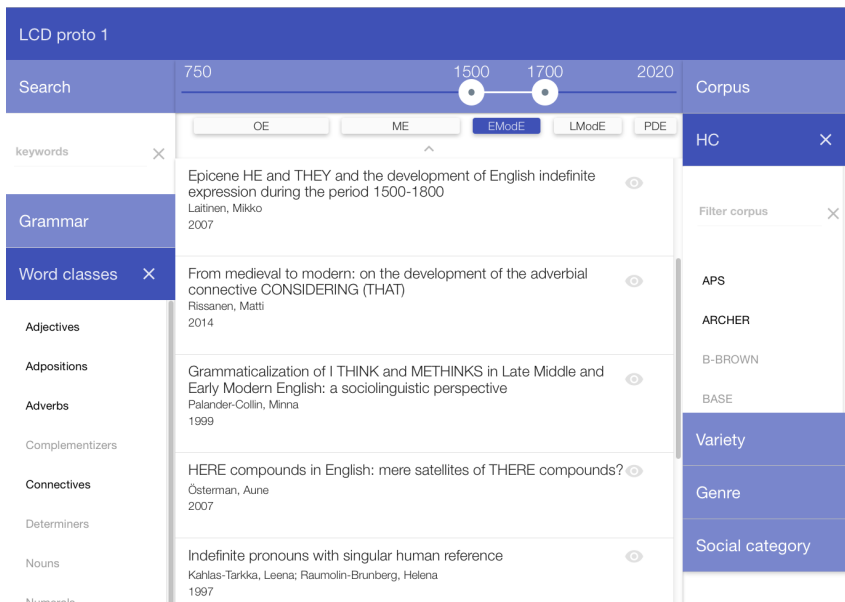 LCD proto 1
Search
keywords
Grammar
Word classes
Adjectives
Adpositions
Adverbs
Complementizers
Connectives
Determiners
Nouns
Numerals
750 1500 1700 2020
OE ME EModE LModE PDE
Epicene HE and THEY and the development of English indefinite
expression during the period 1500-1800
Laitinen, Mikko
2007
From medieval to modern: on the development of the adverbial
connective CONSIDERING (THAT)
Rissanen, Matti
2014
Grammaticalization of I THINK and METHINKS in Late Middle and
Early Modern English: a sociolinguistic perspective
Palander-Collin, Minna
1999
HERE compounds in English: mere satellites of THERE compounds?
Österman, Aune
2007
Indefinite pronouns with singular human reference
Kahlas-Tarkka, Leena; Raumolin-Brunberg, Helena
1997
Corpus
HC
Filter corpus
APS
ARCHER
B-BROWN
BASE
Variety
Genre
Social category